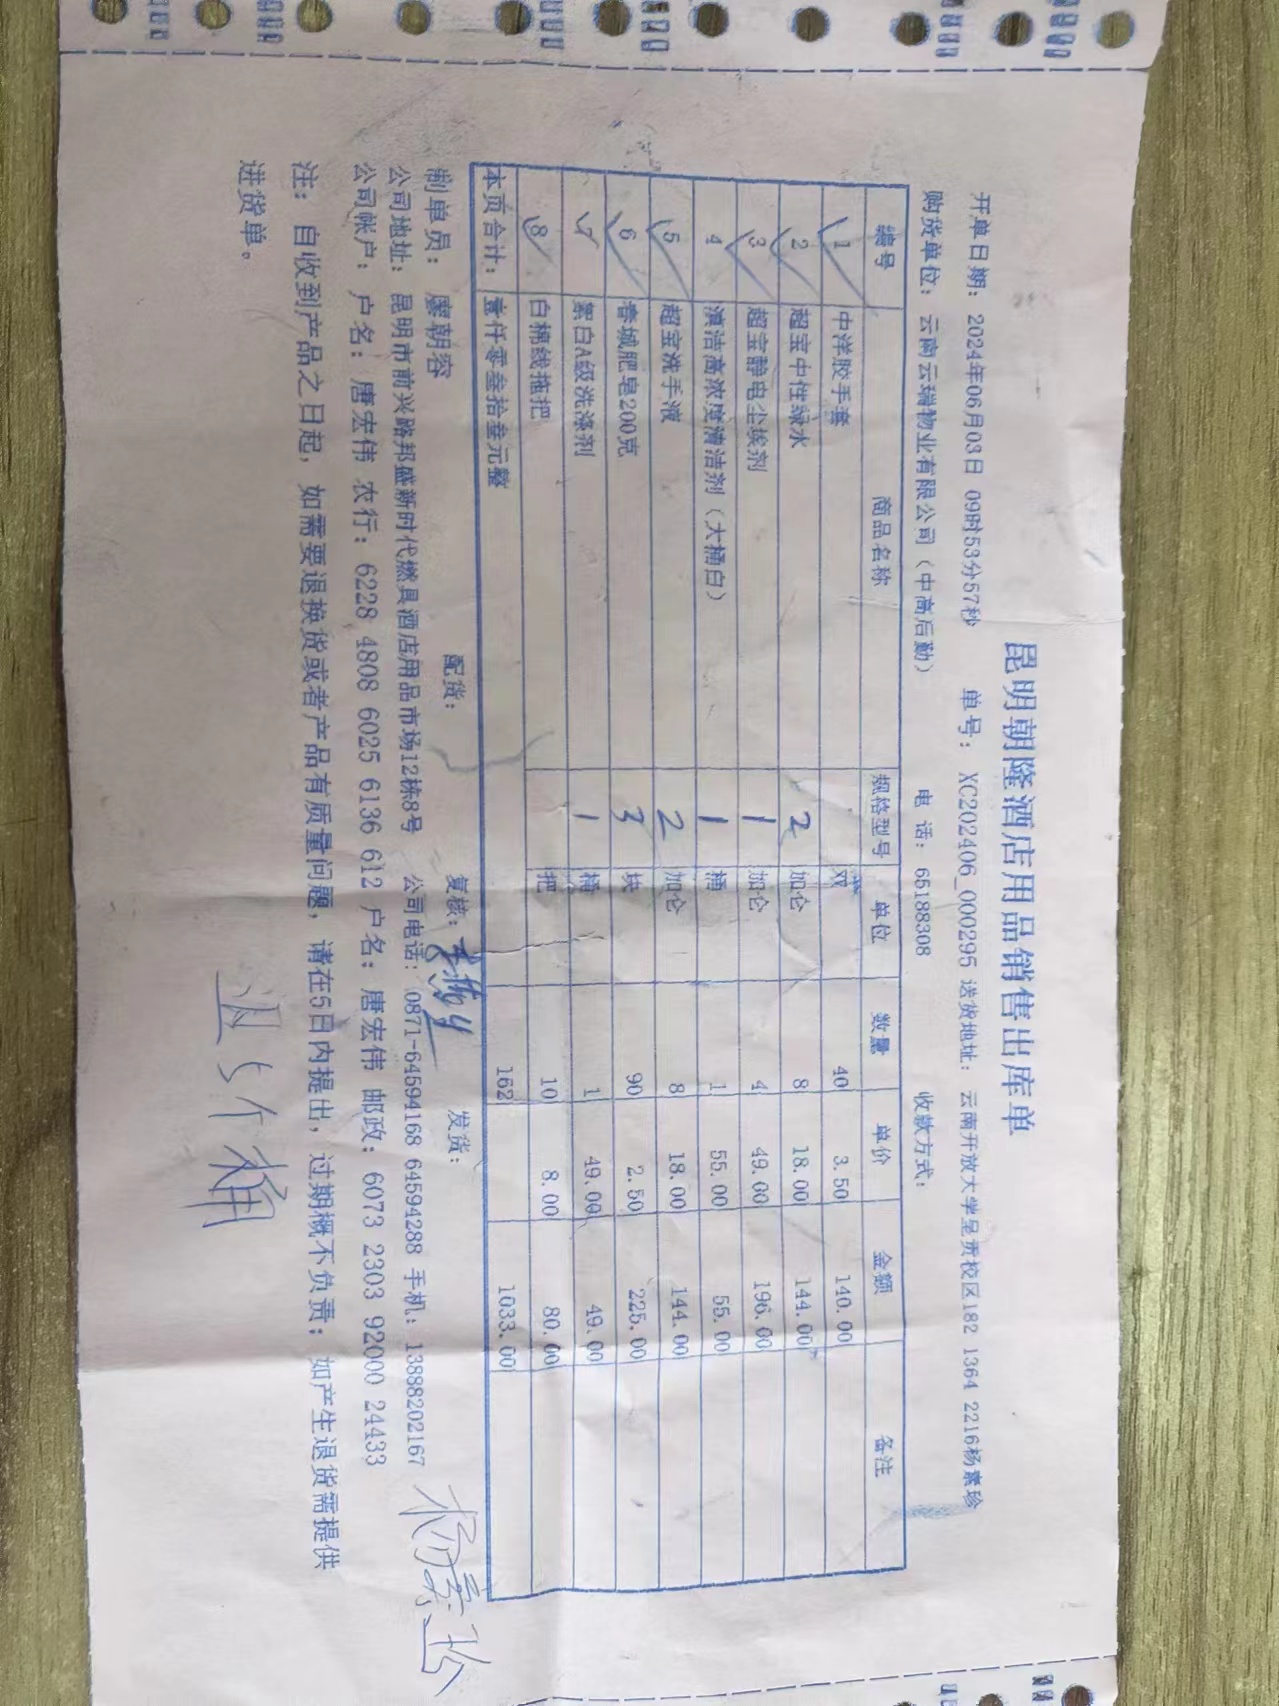 昆明朝隆酒店用品销售出库单
开单日期：2024年06月03日 09时53分57秒 单号：XC202406_000295 送货地址：云南开放大学呈贡校区182 1364 2216杨素珍
购货单位：云南云瑞物业有限公司（中高后勤） 电 话：65188308 收款方式：
编号 商品名称 规格型号 单位 数量 单价 金额 备注
1 中洋胶手套 双 40 3.50 140.00
2 超宝中性绿水 2 加仑 8 18.00 144.00
3 超宝静电尘埃剂 1 加仑 4 49.00 196.00
4 滇洁高浓度清洁剂（大桶白） 1 桶 1 55.00 55.00
5 超宝洗手液 2 加仑 8 18.00 144.00
6 春城肥皂200克 3 块 90 2.50 225.00
7 絮白A级洗涤剂 1 桶 1 49.00 49.00
8 白棉线拖把 把 10 8.00 80.00
本页合计：壹仟零叁拾叁元整 162 1033.00
制单员：廖朝容 配货： 复核： 发货：
公司地址：昆明市前兴路邦盛新时代燃具酒店用品市场12栋8号 公司电话：0871-64594168 64594288 手机：13888202167
公司帐户：户名：唐宏伟 农行：6228 4808 6025 6136 612 户名：唐宏伟 邮政：6073 2303 92000 24433
注：自收到产品之日起，如需要退换货或者产品有质量问题，请在5日内提出，过期概不负责；如产生退货需提供
进货单。
杨素珍